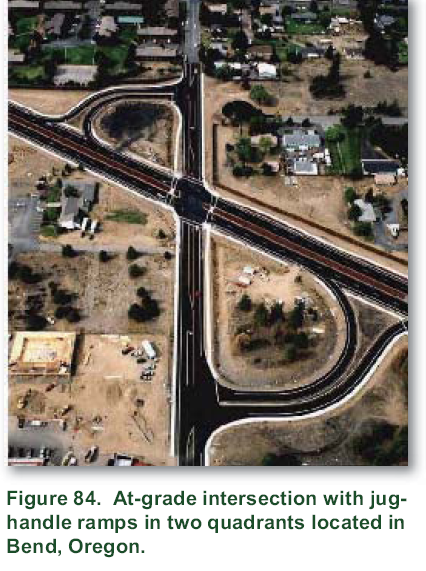 Figure 84.  At-grade intersection with jug-
handle ramps in two quadrants located in
Bend, Oregon.